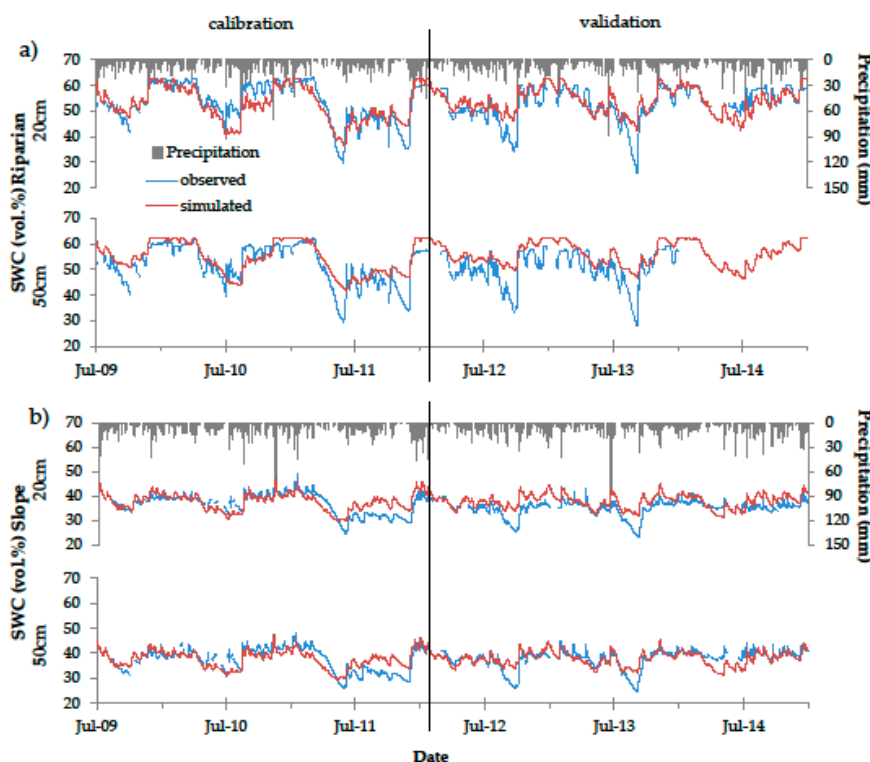 calibration
validation
a)
70
60
50
40
30
20
0
30
60
90
120
150
Precipitation (mm)
SWC (vol.%) Riparian
20cm
Precipitation
observed
simulated
70
60
50
40
30
20
50cm
Jul-09
Jul-10
Jul-11
Jul-12
Jul-13
Jul-14
b)
70
60
50
40
30
20
0
30
60
90
120
150
Precipitation (mm)
SWC (vol.%) Slope
20cm
70
60
50
40
30
20
50cm
Jul-09
Jul-10
Jul-11
Jul-12
Jul-13
Jul-14
Date